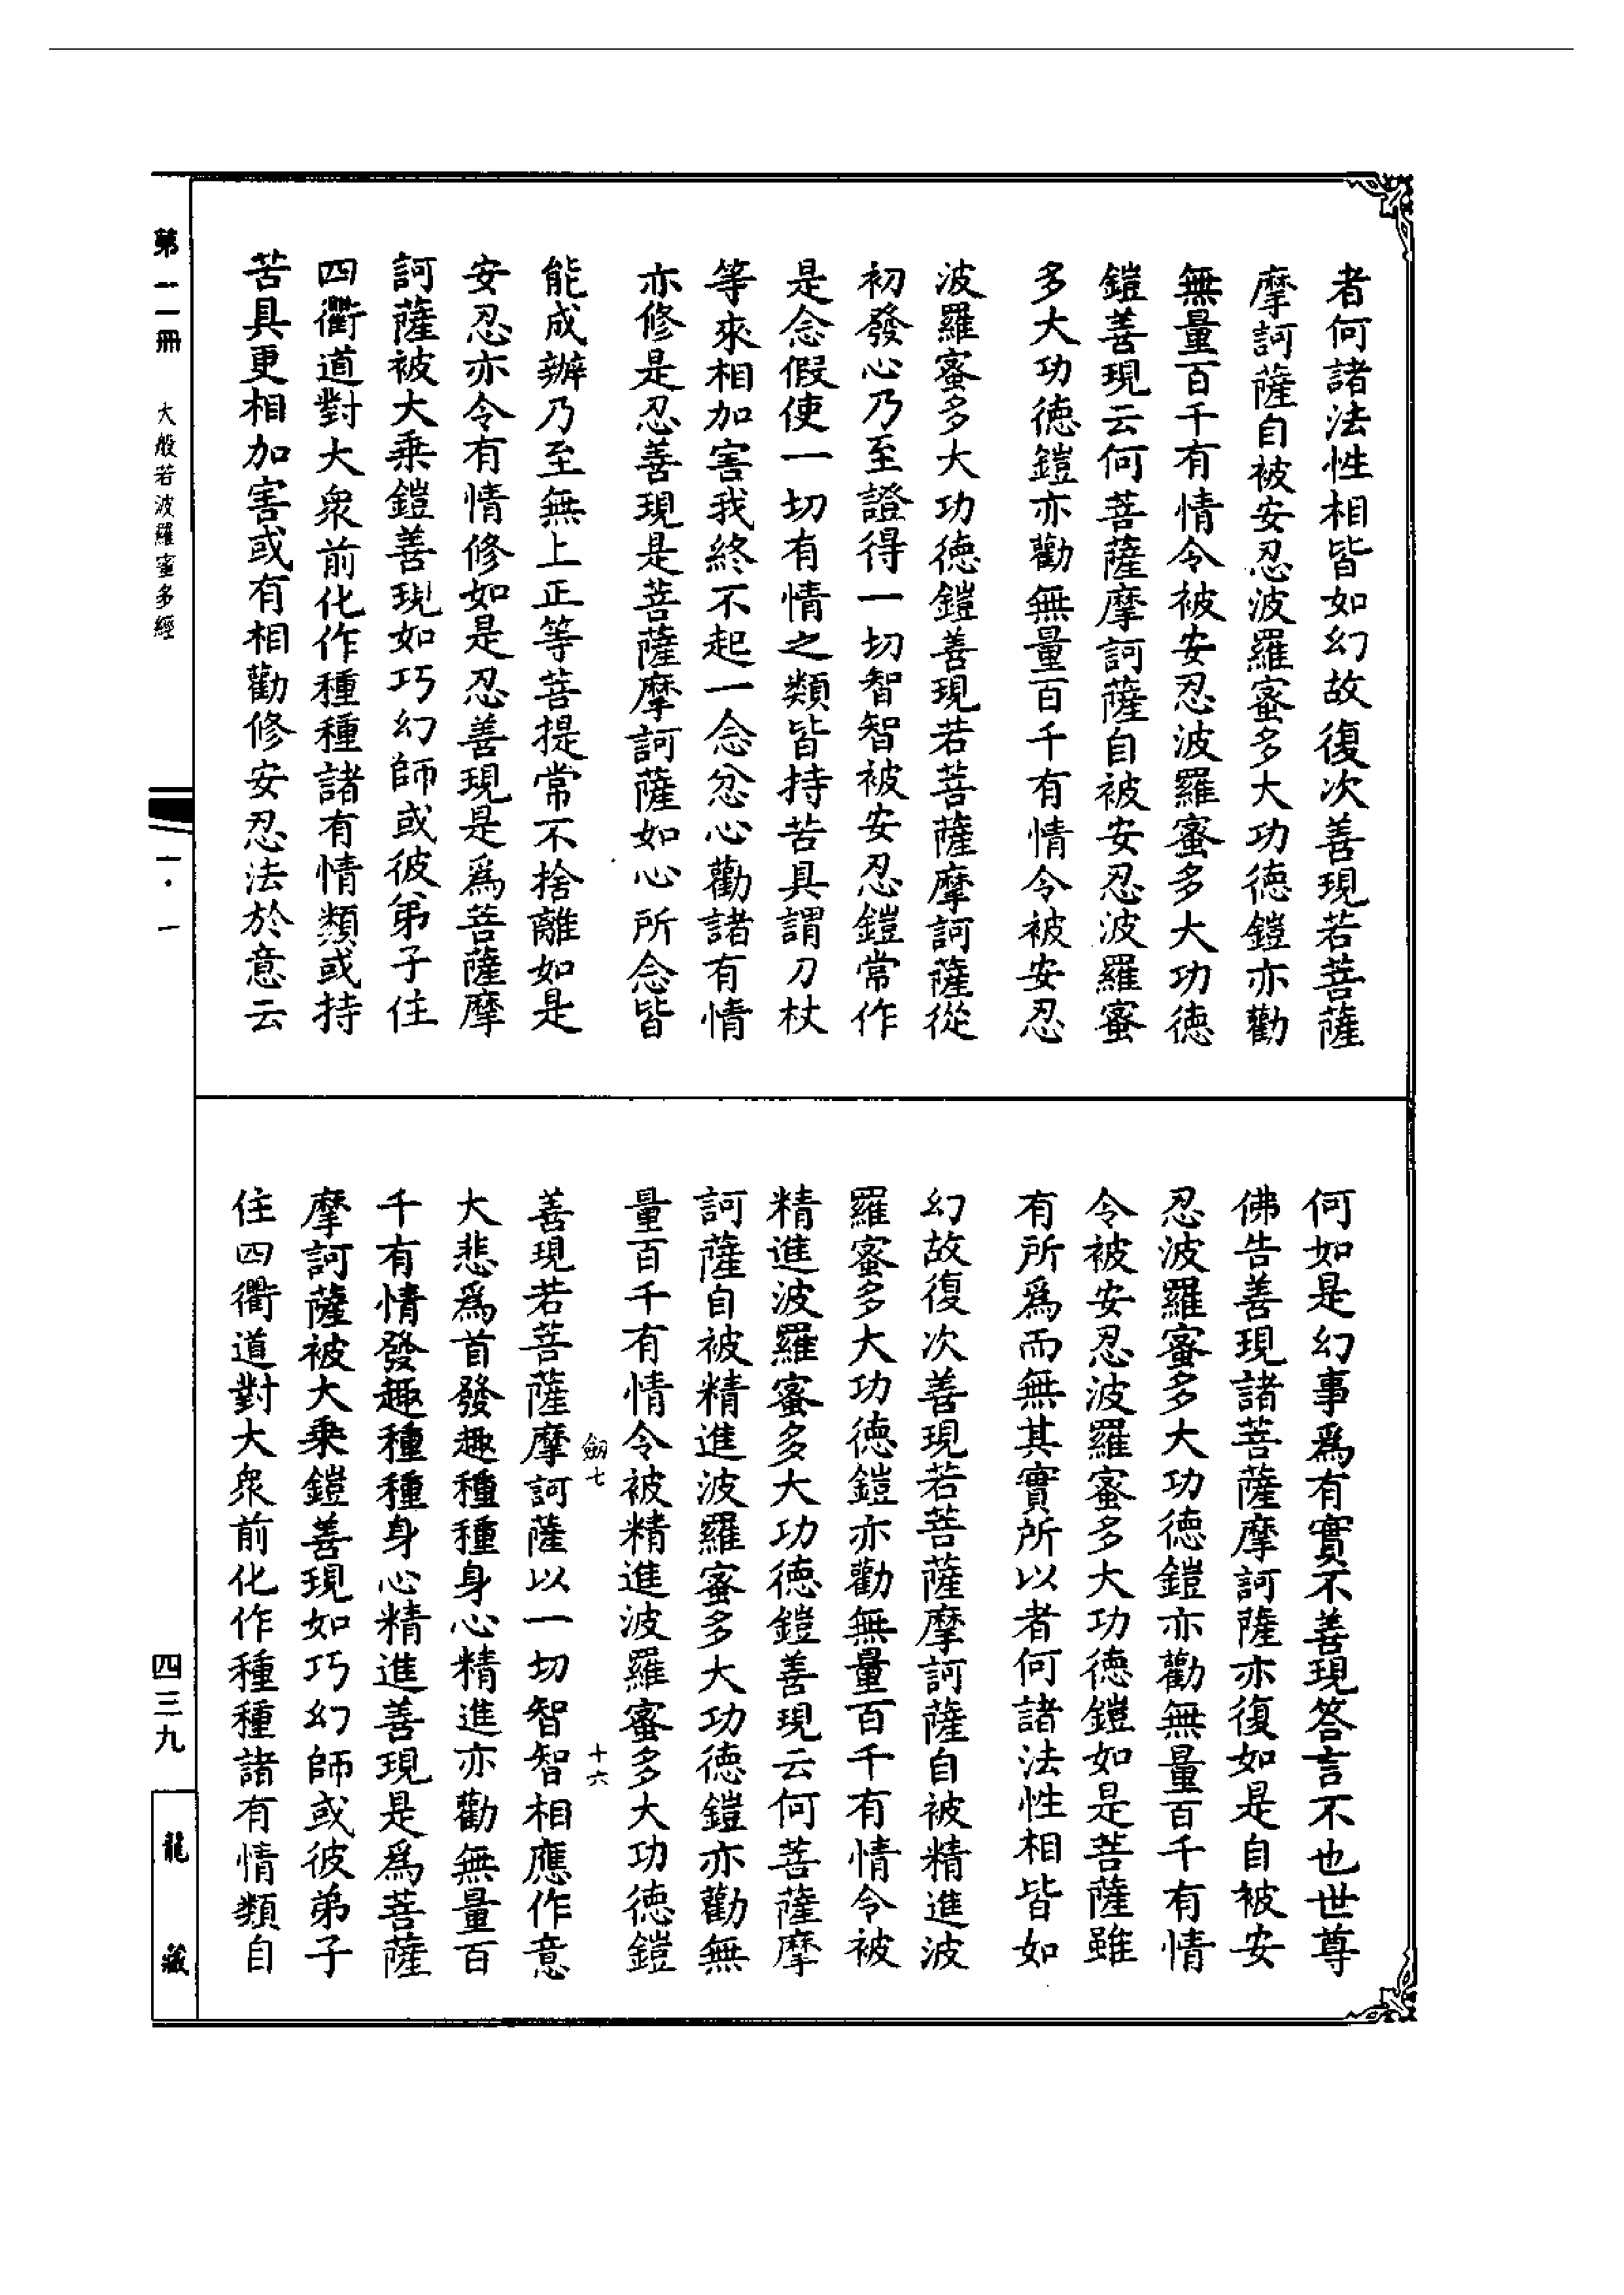 者何諸法性相皆如幻故復次善現若菩薩
摩訶薩自被安忍波羅蜜多大功德鎧亦勸
無量百千有情令被安忍波羅蜜多大功德
鎧善現云何菩薩摩訶薩自被安忍波羅蜜
多大功德鎧亦勸無量百千有情令被安忍
波羅蜜多大功德鎧善現若菩薩摩訶薩從
初發心乃至證得一切智智被安忍鎧常作
是念假使一切有情之類皆持苦具謂刀杖
等來相加害我終不起一念忿心勸諸有情
亦修是忍善現是菩薩摩訶薩如心所念皆
能成辦乃至無上正等菩提常不捨離如是
安忍亦令有情修如是忍善現是爲菩薩摩
訶薩被大乘鎧善現如巧幻師或彼弟子住
四衢道對大衆前化作種種諸有情類或持
苦具更相加害或有相勸修安忍法於意云
何如是幻事爲有實不善現答言不也世尊
佛告善現諸菩薩摩訶薩亦復如是自被安
忍波羅蜜多大功德鎧亦勸無量百千有情
令被安忍波羅蜜多大功德鎧如是菩薩雖
有所爲而無其實所以者何諸法性相皆如
幻故復次善現若菩薩摩訶薩自被精進波
羅蜜多大功德鎧亦勸無量百千有情令被
精進波羅蜜多大功德鎧善現云何菩薩摩
訶薩自被精進波羅蜜多大功德鎧亦勸無
量百千有情令被精進波羅蜜多大功德鎧
劒七 十六
善現若菩薩摩訶薩以一切智智相應作意
大悲爲首發趣種種身心精進亦勸無量百
千有情發趣種種身心精進善現是爲菩薩
摩訶薩被大乘鎧善現如巧幻師或彼弟子
住四衢道對大衆前化作種種諸有情類自
第二冊 大般若波羅蜜多經 一·一 四三九 龍藏